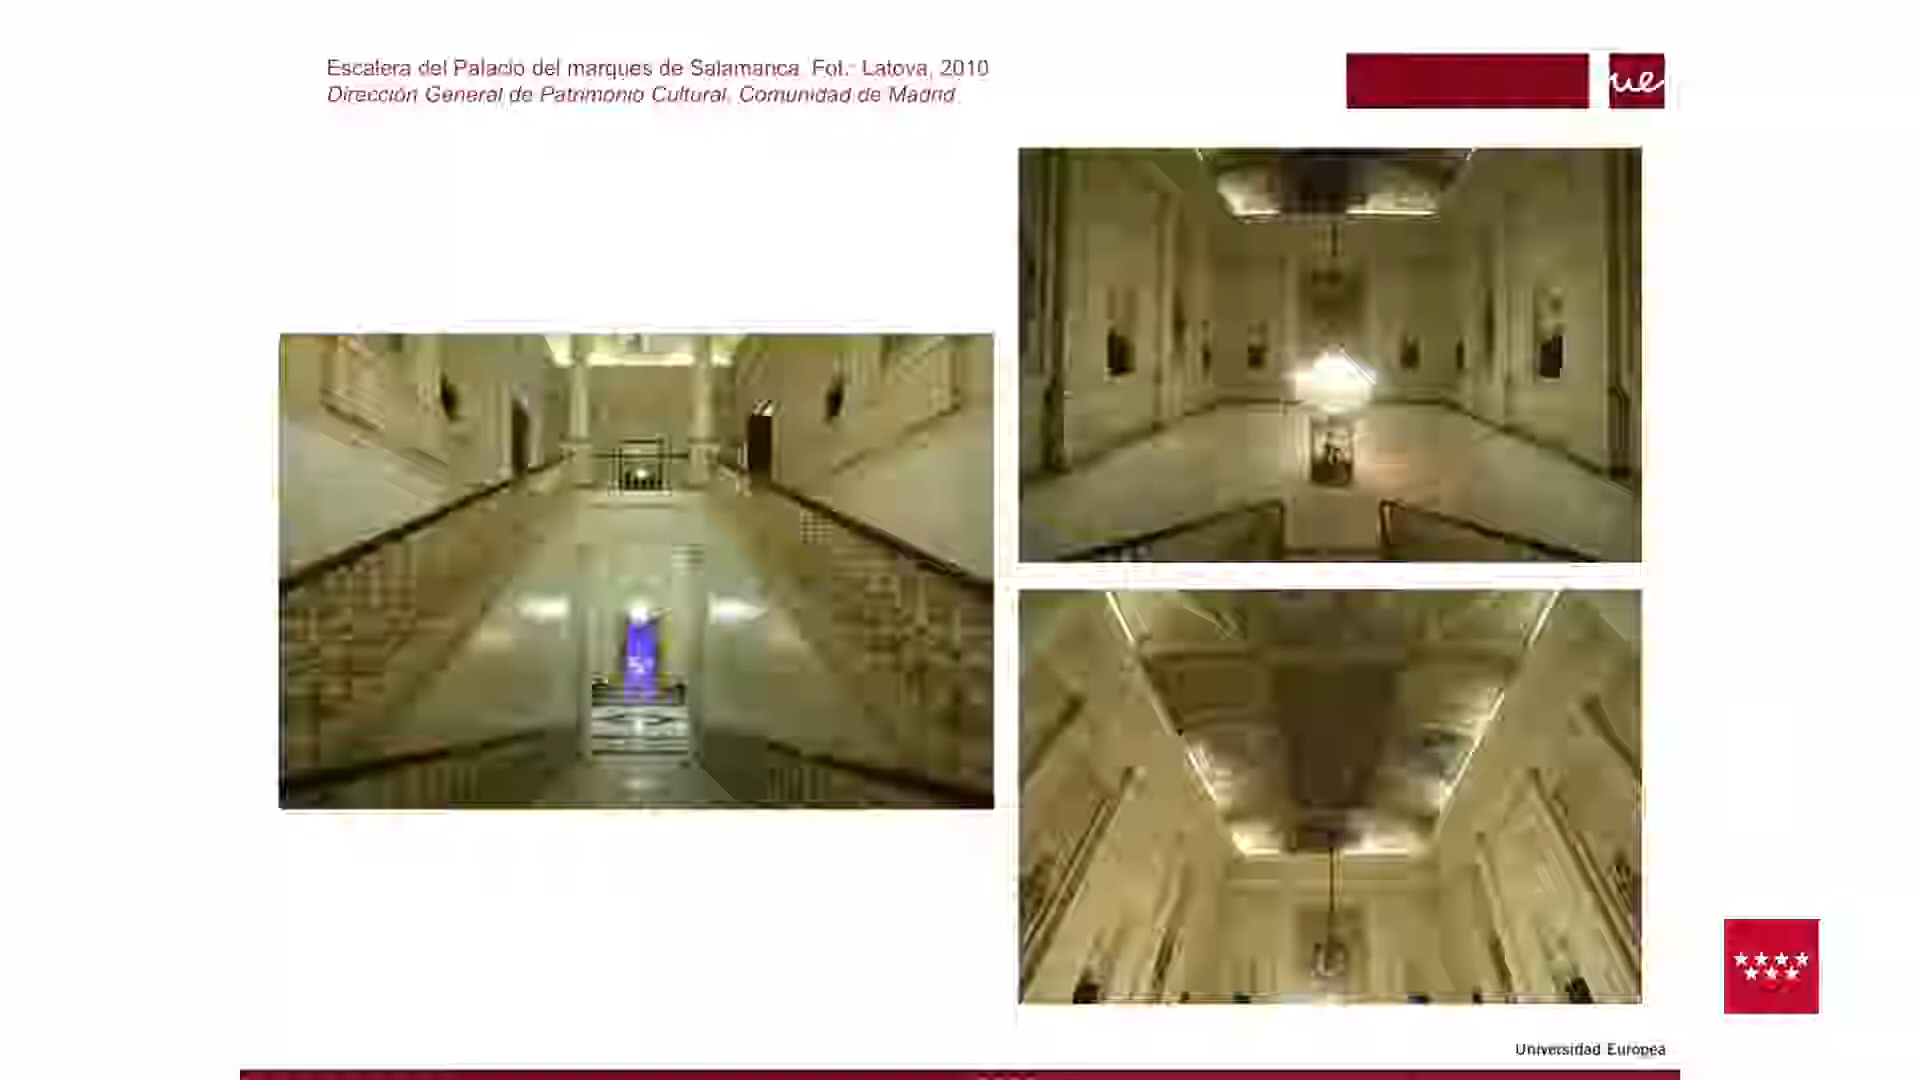 Escalera del Palacio del marques de Salamanca. Fot.: Latova, 2010
Dirección General de Patrimonio Cultural, Comunidad de Madrid
ue
Universidad Europea